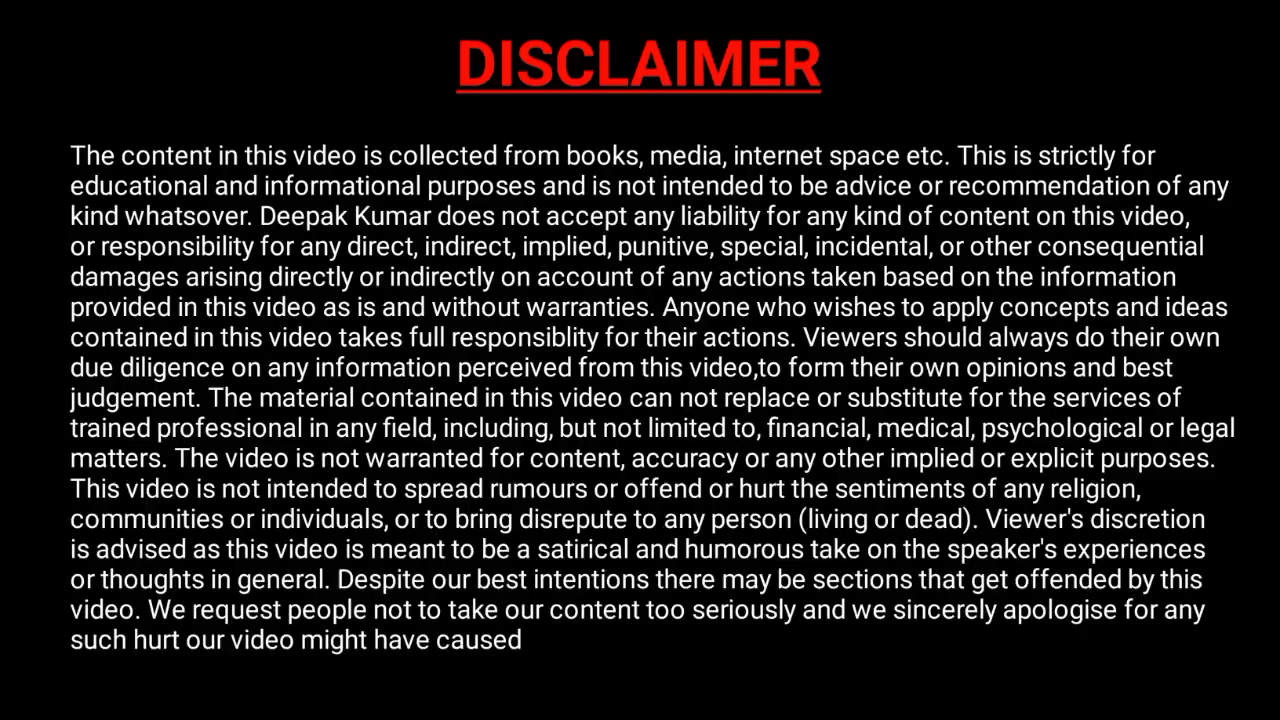 DISCLAIMER
The content in this video is collected from books, media, internet space etc. This is strictly for
educational and informational purposes and is not intended to be advice or recommendation of any
kind whatsover. Deepak Kumar does not accept any liability for any kind of content on this video,
or responsibility for any direct, indirect, implied, punitive, special, incidental, or other consequential
damages arising directly or indirectly on account of any actions taken based on the information
provided in this video as is and without warranties. Anyone who wishes to apply concepts and ideas
contained in this video takes full responsiblity for their actions. Viewers should always do their own
due diligence on any information perceived from this video,to form their own opinions and best
judgement. The material contained in this video can not replace or substitute for the services of
trained professional in any field, including, but not limited to, financial, medical, psychological or legal
matters. The video is not warranted for content, accuracy or any other implied or explicit purposes.
This video is not intended to spread rumours or offend or hurt the sentiments of any religion,
communities or individuals, or to bring disrepute to any person (living or dead). Viewer's discretion
is advised as this video is meant to be a satirical and humorous take on the speaker's experiences
or thoughts in general. Despite our best intentions there may be sections that get offended by this
video. We request people not to take our content too seriously and we sincerely apologise for any
such hurt our video might have caused